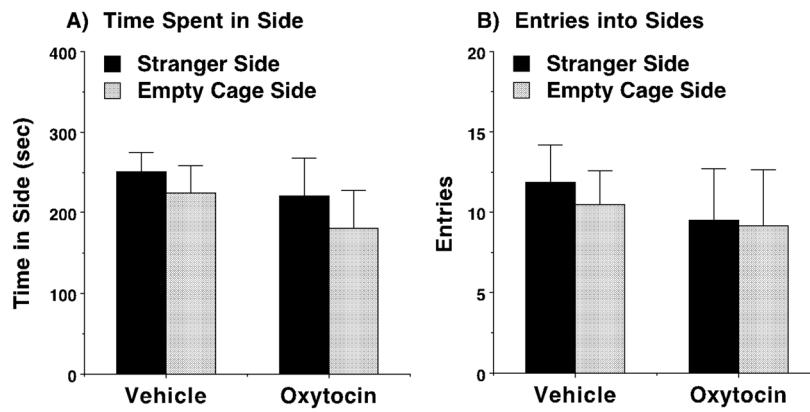 A) Time Spent in Side
400
300
200
100
0
Time in Side (sec)
Stranger Side
Empty Cage Side
Vehicle
Oxytocin
B) Entries into Sides
20
15
10
5
0
Entries
Stranger Side
Empty Cage Side
Vehicle
Oxytocin